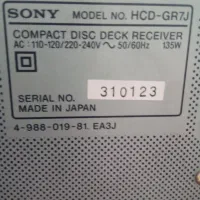 SONY MODEL NO. HCD-GR7J
COMPACT DISC DECK RECEIVER
AC : 110-120/220-240V ~ 50/60Hz 135W
SERIAL NO. 310123
MADE IN JAPAN
4-988-019-81 EA3J